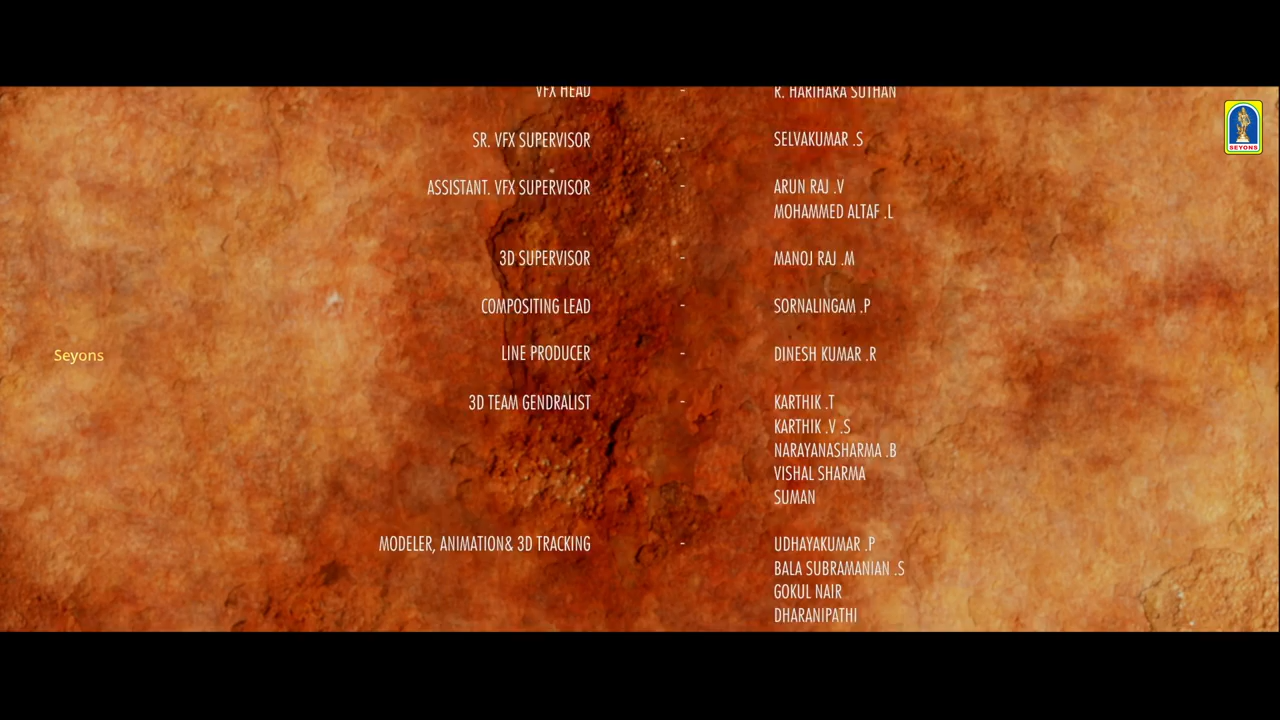 VFX HEAD - R. HARIHARA SUTHAN
SEYONS
SR. VFX SUPERVISOR - SELVAKUMAR .S
ASSISTANT. VFX SUPERVISOR - ARUN RAJ .V
MOHAMMED ALTAF .L
3D SUPERVISOR - MANOJ RAJ .M
COMPOSITING LEAD - SORNALINGAM .P
Seyons
LINE PRODUCER - DINESH KUMAR .R
3D TEAM GENDRALIST - KARTHIK .T
KARTHIK .V .S
NARAYANASHARMA .B
VISHAL SHARMA
SUMAN
MODELER, ANIMATION& 3D TRACKING - UDHAYAKUMAR .P
BALA SUBRAMANIAN .S
GOKUL NAIR
DHARANIPATHI